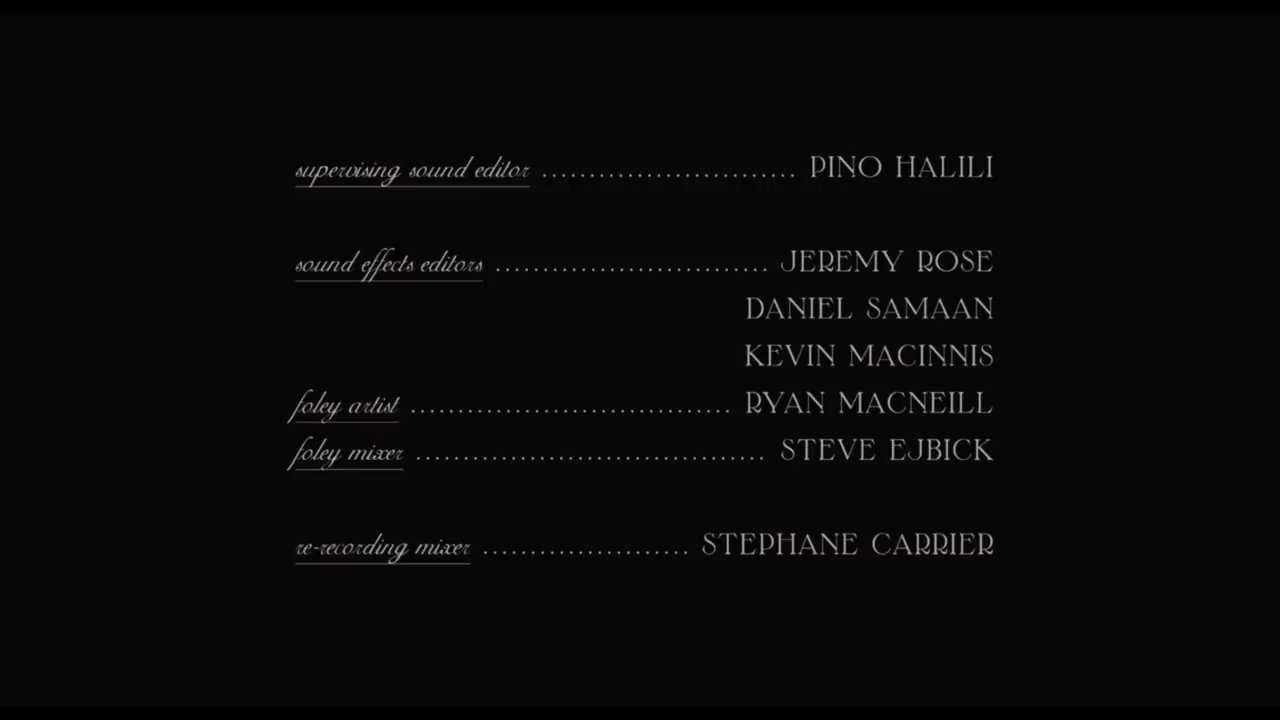 supervising sound editor .......................... PINO HALILI
sound effects editors ............................ JEREMY ROSE
DANIEL SAMAAN
KEVIN MACINNIS
foley artist ................................. RYAN MACNEILL
foley mixer .................................... STEVE EJBICK
re-recording mixer ..................... STEPHANE CARRIER